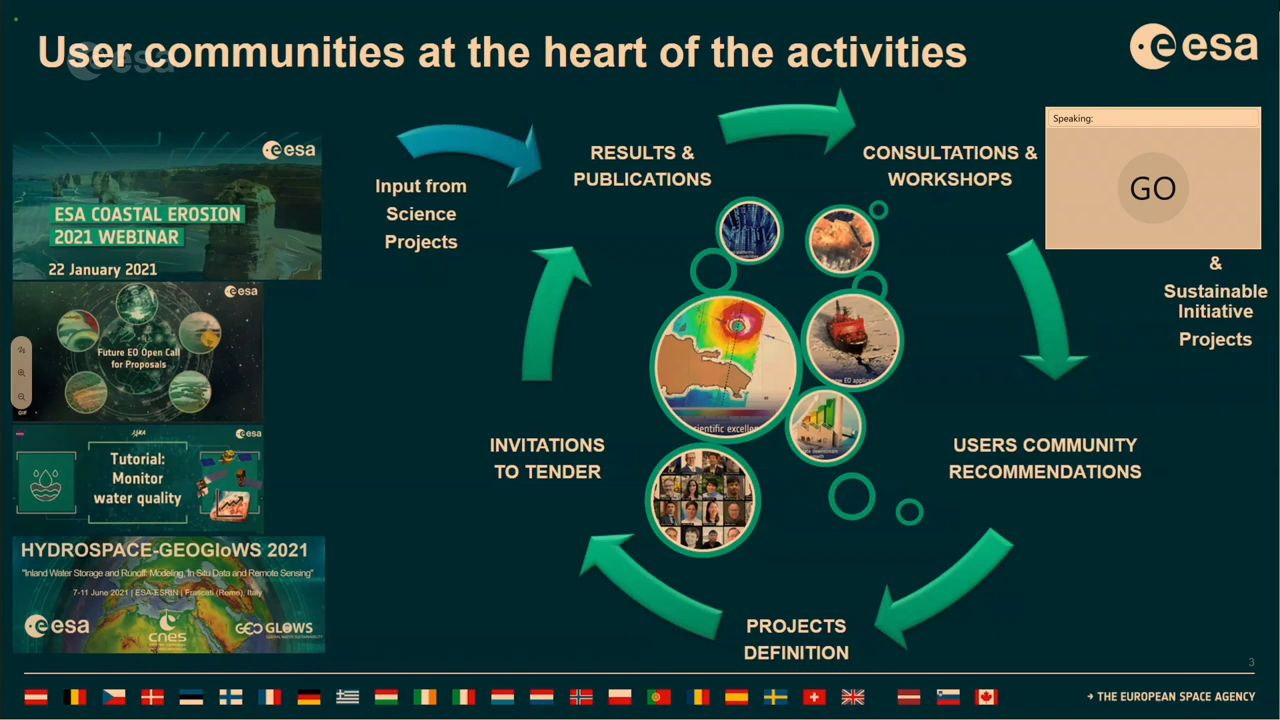 User communities at the heart of the activities
esa
esa
Speaking:
GO
esa
ESA COASTAL EROSION
2021 WEBINAR
22 January 2021
Input from
Science
Projects
RESULTS &
PUBLICATIONS
CONSULTATIONS &
WORKSHOPS
&
Sustainable
Initiative
Projects
esa
Future EO Open Call
for Proposals
GIF
INVITATIONS
TO TENDER
USERS COMMUNITY
RECOMMENDATIONS
esa
Tutorial:
Monitor
water quality
HYDROSPACE-GEOGloWS 2021
"Inland Water Storage and Runoff: Modeling, In Situ Data and Remote Sensing"
7-11 June 2021 | ESA-ESRIN | Frascati (Rome), Italy
esa
cnes
GEO GLOWS
PROJECTS
DEFINITION
3
→ THE EUROPEAN SPACE AGENCY